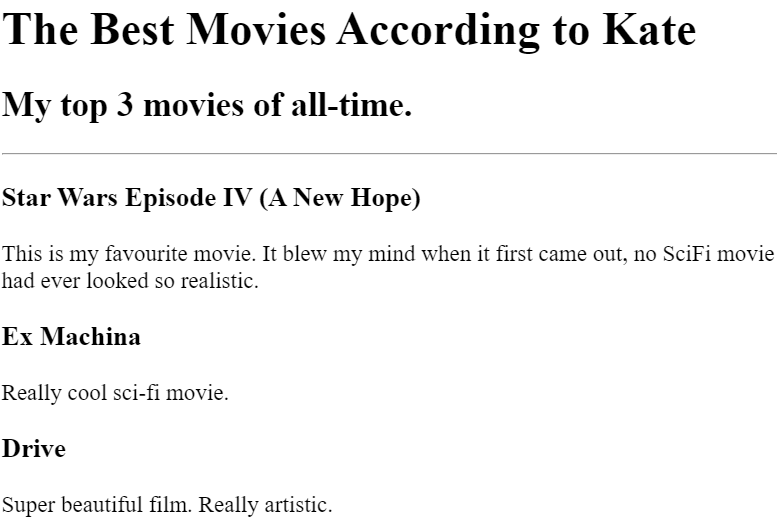 The Best Movies According to Kate
My top 3 movies of all-time.
Star Wars Episode IV (A New Hope)
This is my favourite movie. It blew my mind when it first came out, no SciFi movie
had ever looked so realistic.
Ex Machina
Really cool sci-fi movie.
Drive
Super beautiful film. Really artistic.